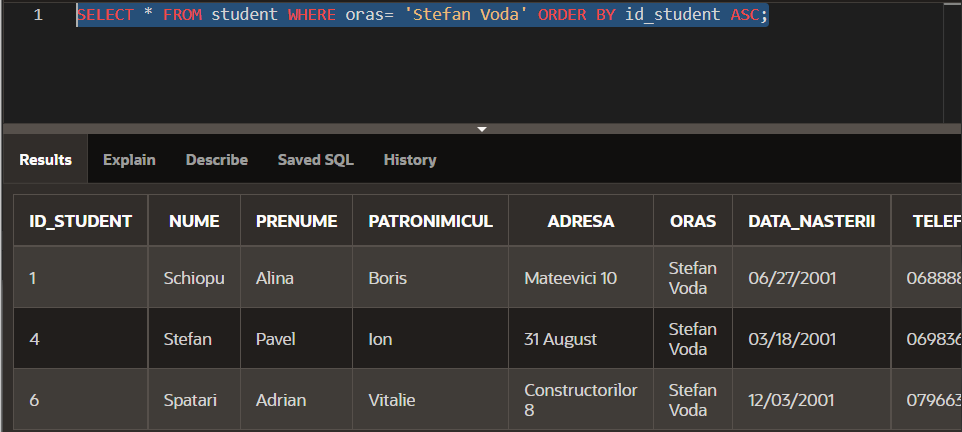 1 SELECT * FROM student WHERE oras= 'Stefan Voda' ORDER BY id_student ASC;
Results Explain Describe Saved SQL History
ID_STUDENT NUME PRENUME PATRONIMICUL ADRESA ORAS DATA_NASTERII TELEF
1 Schiopu Alina Boris Mateevici 10 Stefan Voda 06/27/2001 068888
4 Stefan Pavel Ion 31 August Stefan Voda 03/18/2001 069836
6 Spatari Adrian Vitalie Constructorilor 8 Stefan Voda 12/03/2001 079663